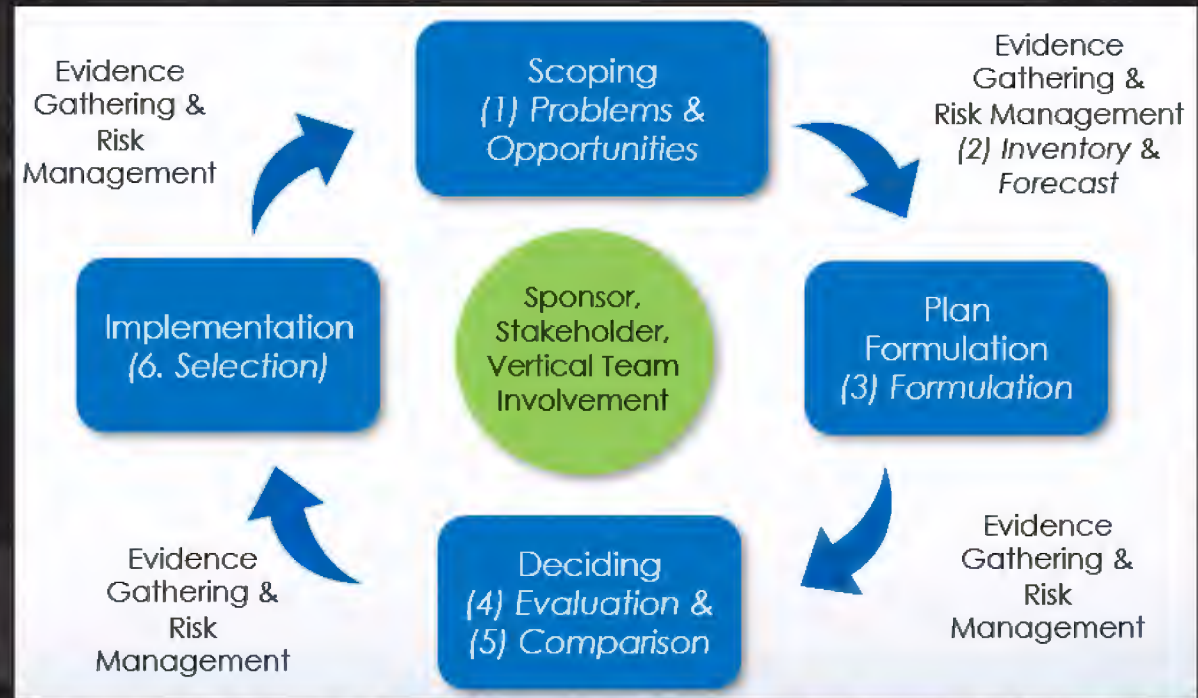 Evidence
Gathering &
Risk
Management
Scoping
(1) Problems &
Opportunities
Evidence
Gathering &
Risk Management
(2) Inventory &
Forecast
Implementation
(6. Selection)
Sponsor,
Stakeholder,
Vertical Team
Involvement
Plan
Formulation
(3) Formulation
Evidence
Gathering &
Risk
Management
Deciding
(4) Evaluation &
(5) Comparison
Evidence
Gathering &
Risk
Management